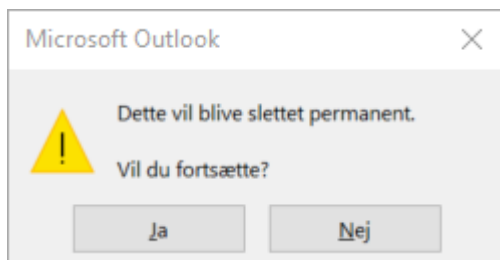 Microsoft Outlook
Dette vil blive slettet permanent.
Vil du fortsætte?
Ja
Nej